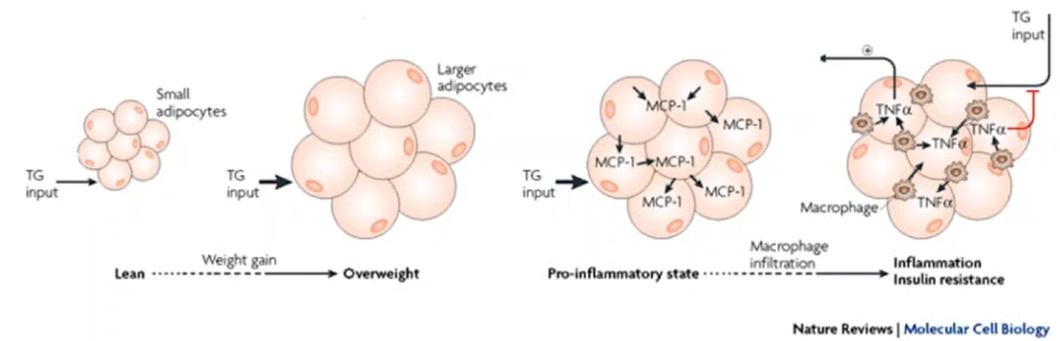 Small
adipocytes
TG
input
Larger
adipocytes
TG
input
MCP-1
MCP-1
MCP-1
MCP-1
MCP-1
MCP-1
TG
input
TG
input
⊕
TNFα
TNFα
TNFα
TNFα
Macrophage
Weight gain
Lean
Overweight
Macrophage
infiltration
Pro-inflammatory state
Inflammation
Insulin resistance
Nature Reviews | Molecular Cell Biology